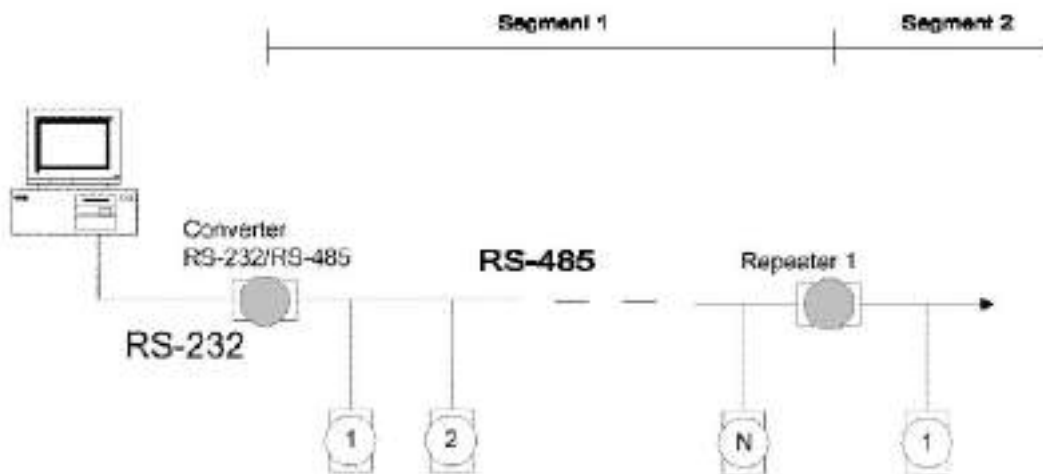 Segment 1
Segment 2
Converter
RS-232/RS-485
RS-485
Repeater 1
RS-232
1
2
N
1